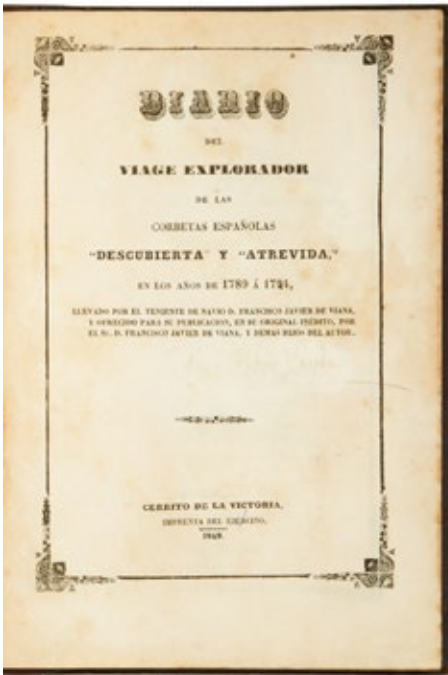 DIARIO
DEL
VIAGE EXPLORADOR
DE LAS
CORBETAS ESPAÑOLAS
"DESCUBIERTA" Y "ATREVIDA,"
EN LOS AÑOS DE 1789 Á 1794,
LLEVADO POR EL TENIENTE DE NAVIO D. FRANCISCO JAVIER DE VIANA,
Y OFRECIDO PARA SU PUBLICACION, EN SU ORIGINAL INÉDITO, POR
EL SR. D. FRANCISCO JAVIER DE VIANA, Y DEMAS HIJOS DEL AUTOR.
CERRITO DE LA VICTORIA,
IMPRENTA DEL EJERCITO.
1849.